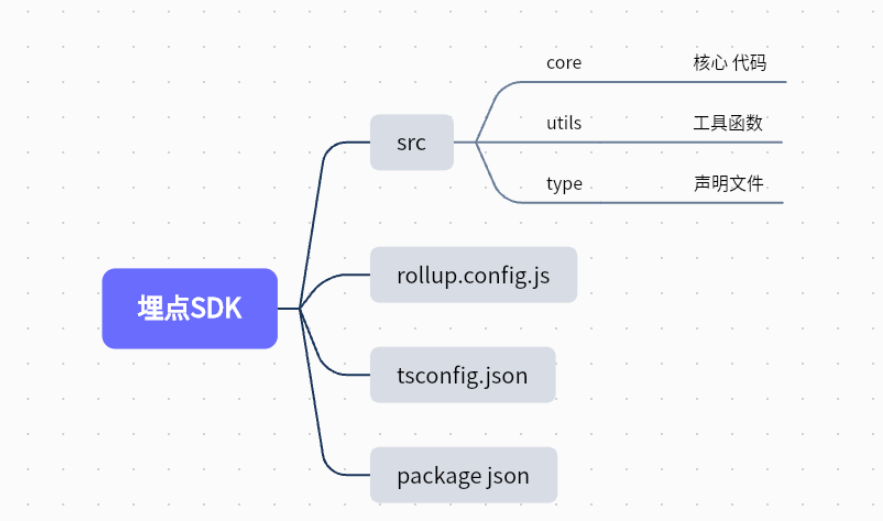 core 核心 代码
utils 工具函数
type 声明文件
src
rollup.config.js
埋点SDK
tsconfig.json
package json